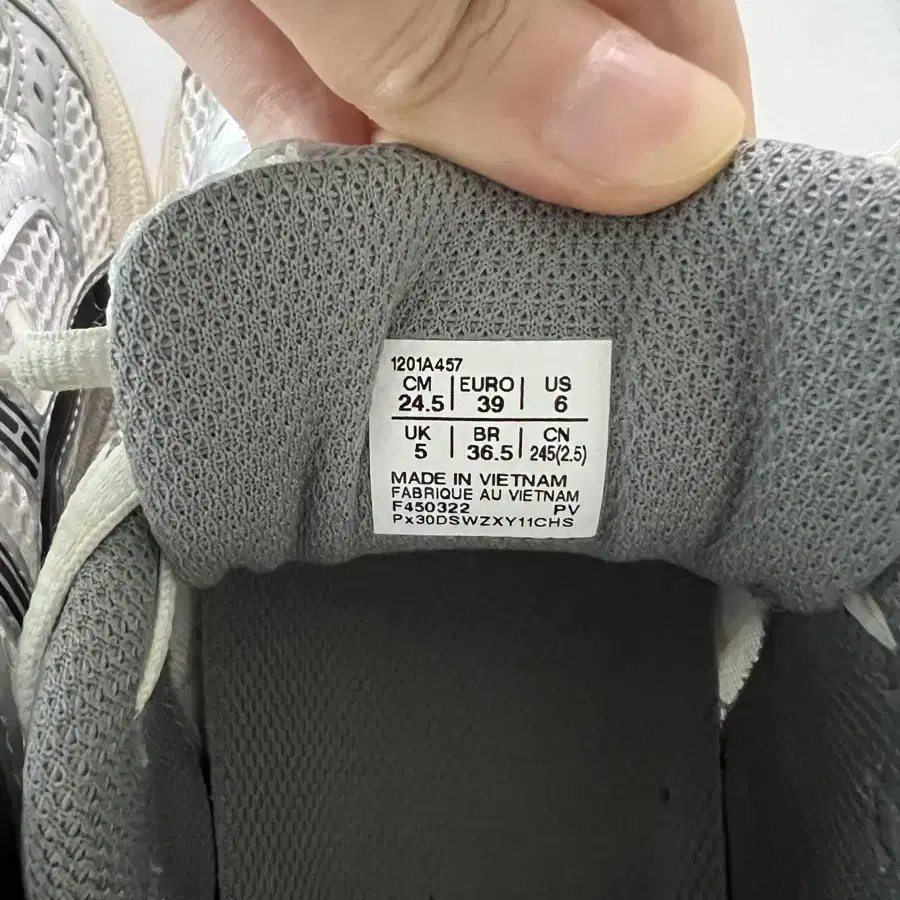 1201A457
CM | EURO | US
24.5 | 39 | 6
UK | BR | CN
5 | 36.5 | 245(2.5)
MADE IN VIETNAM
FABRIQUE AU VIETNAM
F450322 PV
Px30DSWZXY11CHS